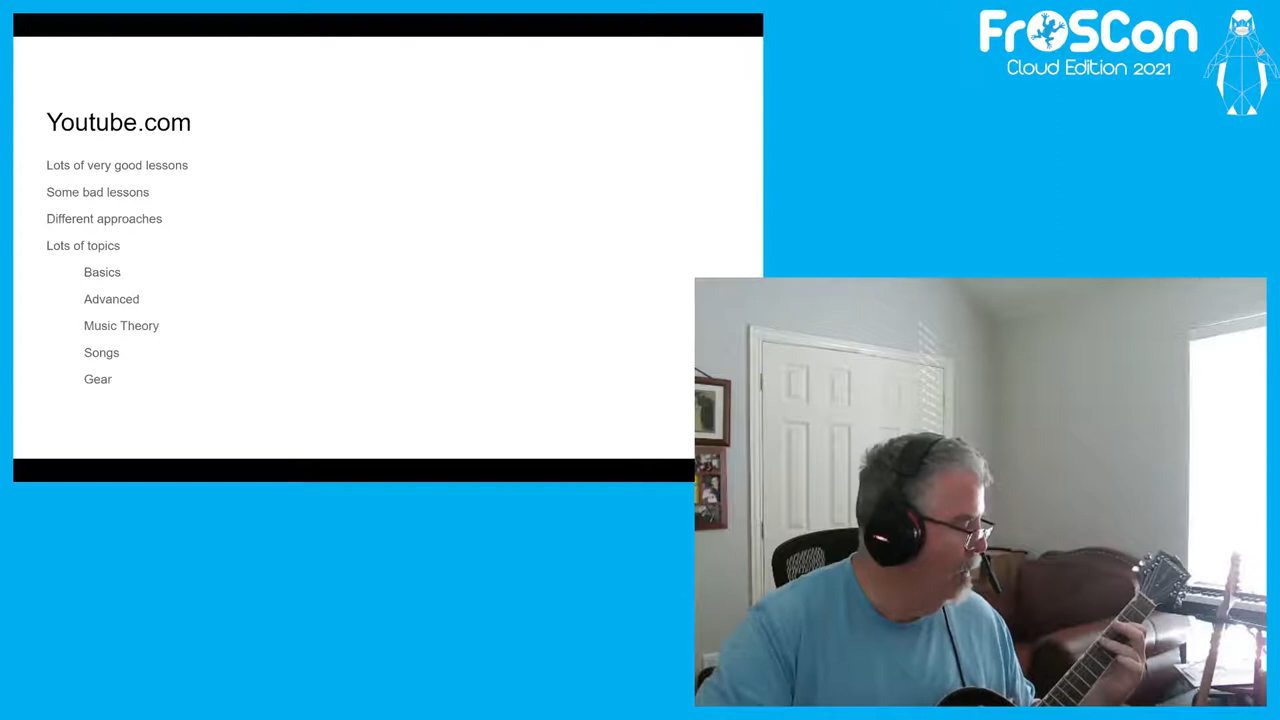 FrOSCon
Cloud Edition 2021
Youtube.com
Lots of very good lessons
Some bad lessons
Different approaches
Lots of topics
Basics
Advanced
Music Theory
Songs
Gear